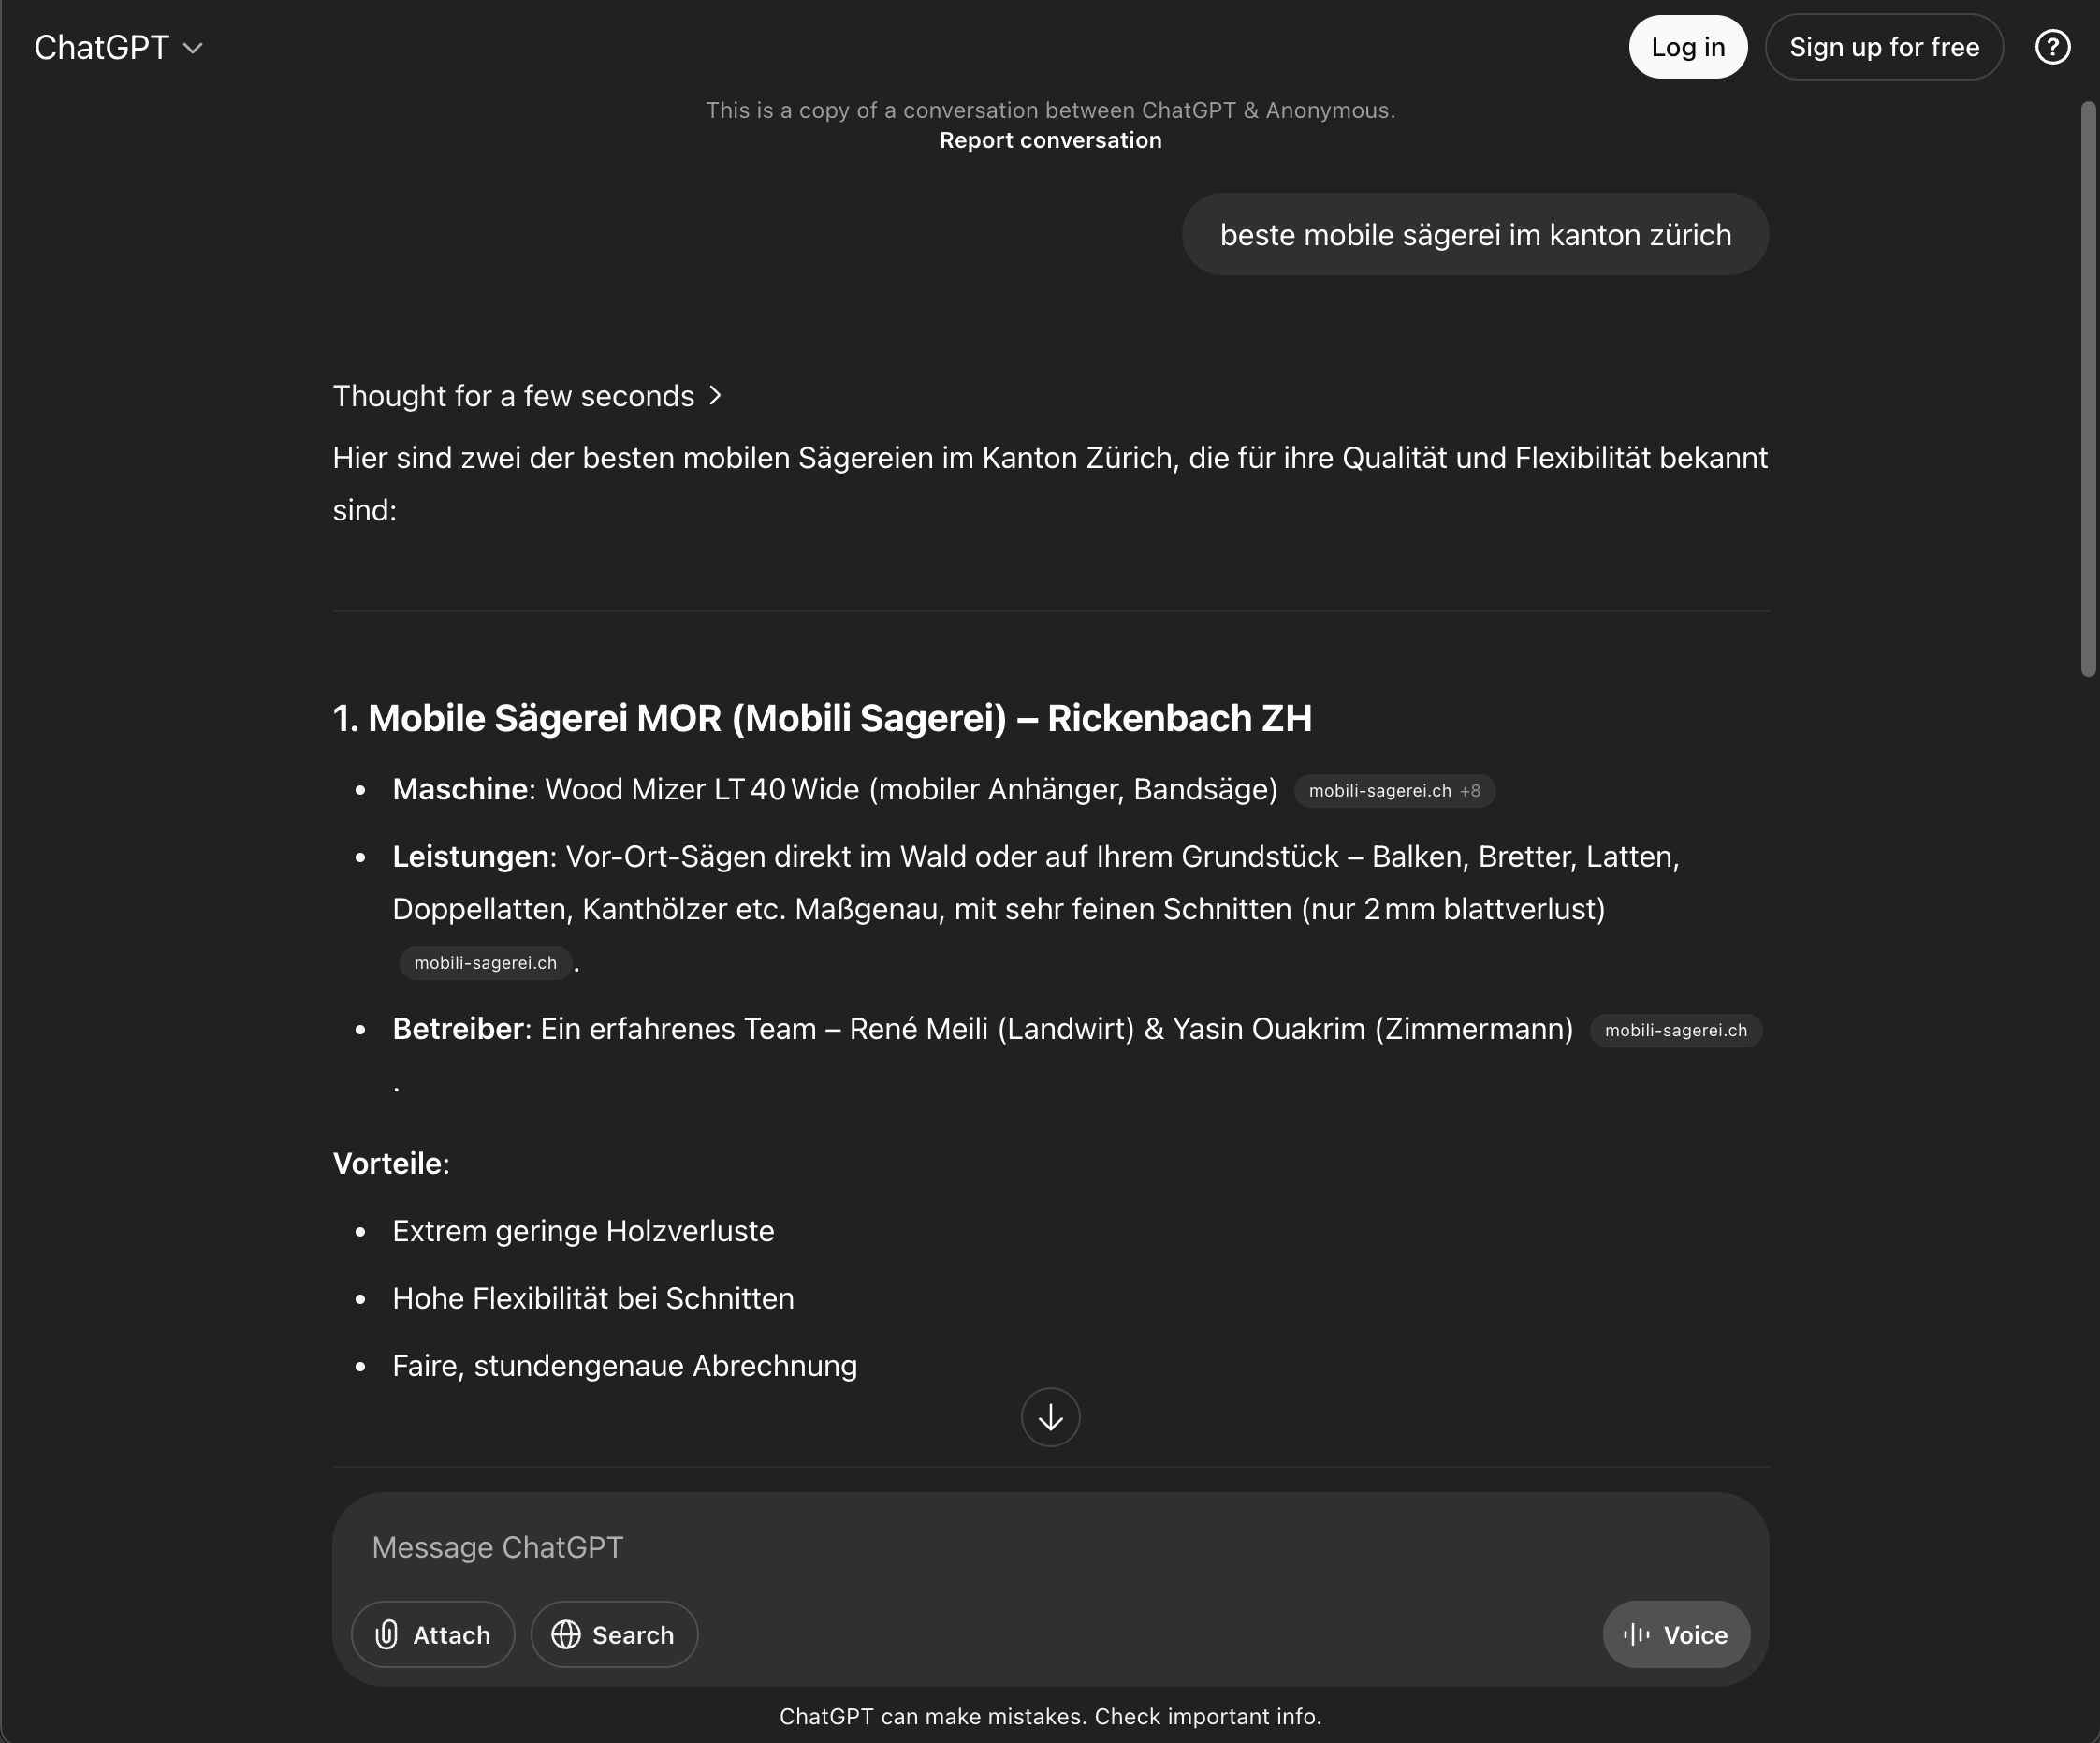 ChatGPT
Log in
Sign up for free
?
This is a copy of a conversation between ChatGPT & Anonymous.
Report conversation
beste mobile sägerei im kanton zürich
Thought for a few seconds
Hier sind zwei der besten mobilen Sägereien im Kanton Zürich, die für ihre Qualität und Flexibilität bekannt
sind:
1. Mobile Sägerei MOR (Mobili Sagerei) – Rickenbach ZH
• Maschine: Wood Mizer LT 40 Wide (mobiler Anhänger, Bandsäge) mobili-sagerei.ch +8
• Leistungen: Vor-Ort-Sägen direkt im Wald oder auf Ihrem Grundstück – Balken, Bretter, Latten,
Doppellatten, Kanthölzer etc. Maßgenau, mit sehr feinen Schnitten (nur 2 mm blattverlust)
mobili-sagerei.ch .
• Betreiber: Ein erfahrenes Team – René Meili (Landwirt) & Yasin Ouakrim (Zimmermann) mobili-sagerei.ch
.
Vorteile:
• Extrem geringe Holzverluste
• Hohe Flexibilität bei Schnitten
• Faire, stundengenaue Abrechnung
Message ChatGPT
Attach
Search
Voice
ChatGPT can make mistakes. Check important info.